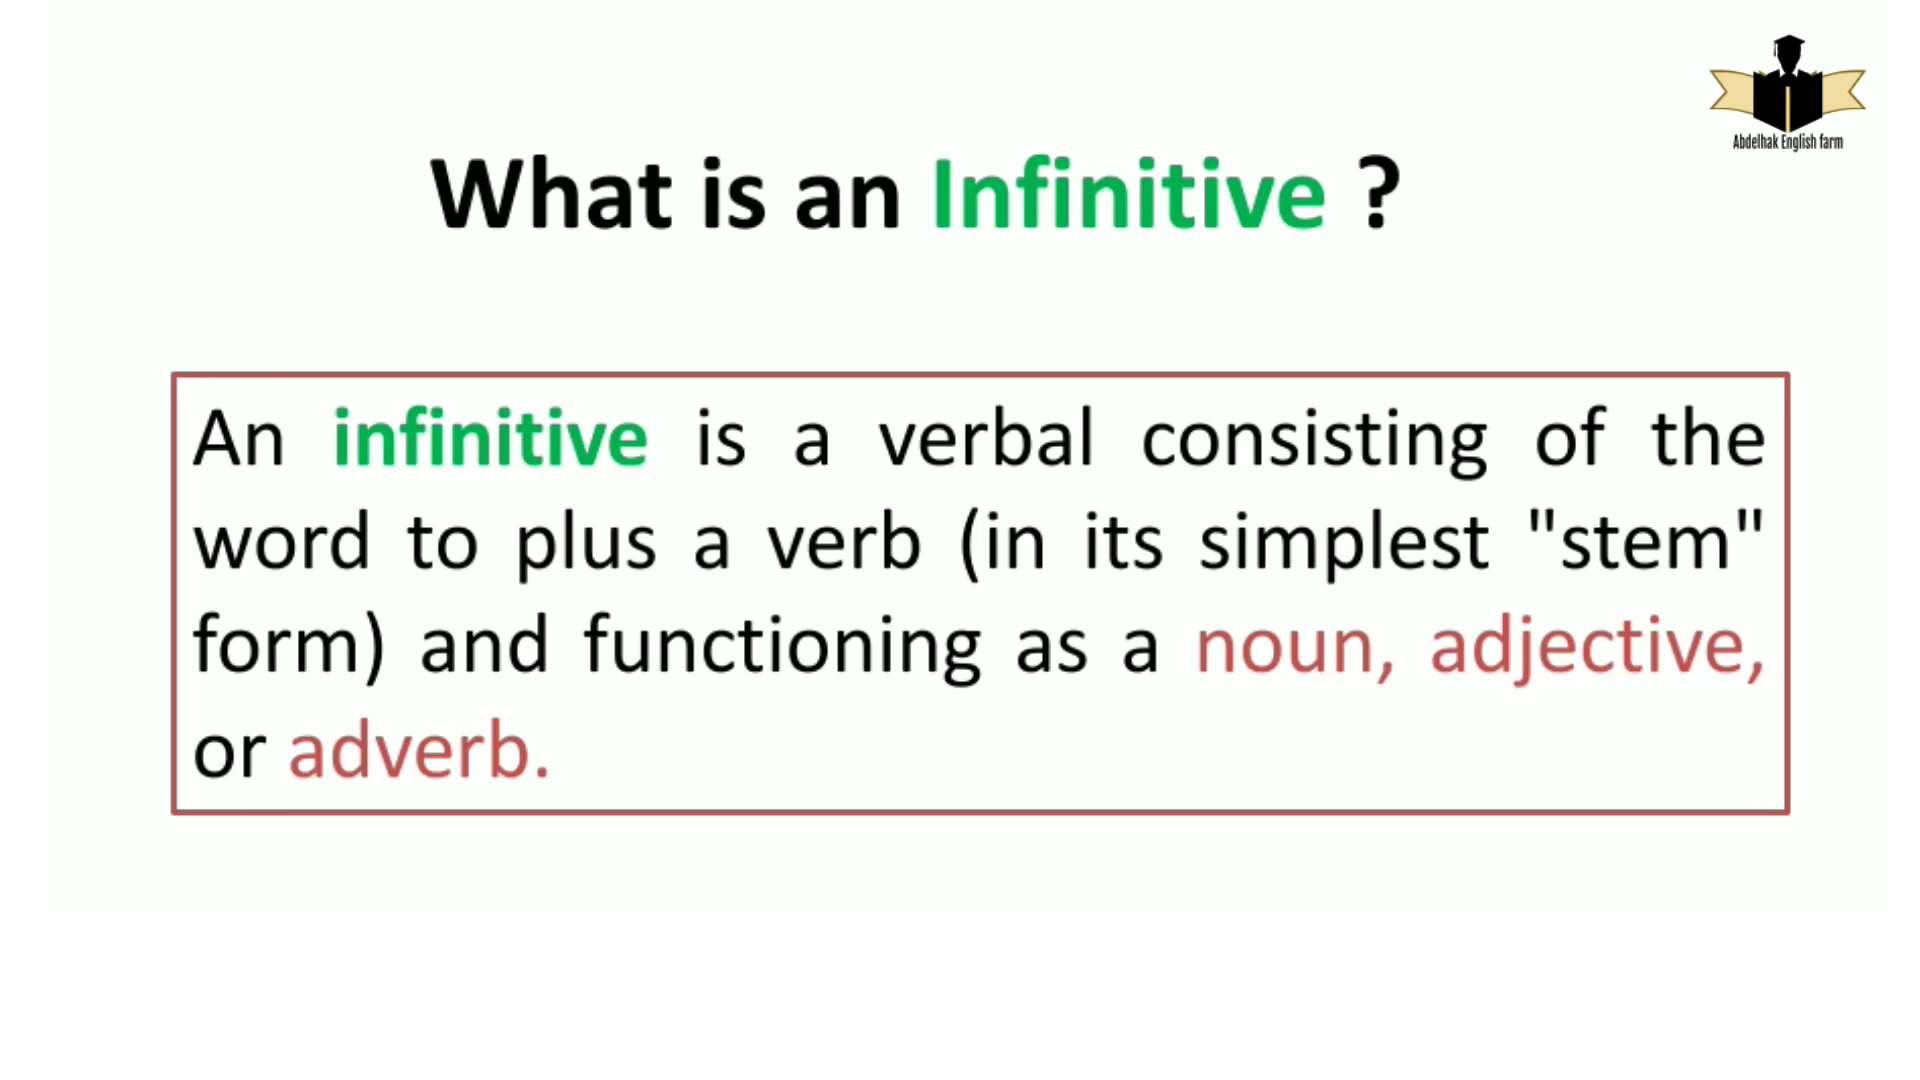 Abdelhak English farm
What is an Infinitive ?
An infinitive is a verbal consisting of the
word to plus a verb (in its simplest "stem"
form) and functioning as a noun, adjective,
or adverb.